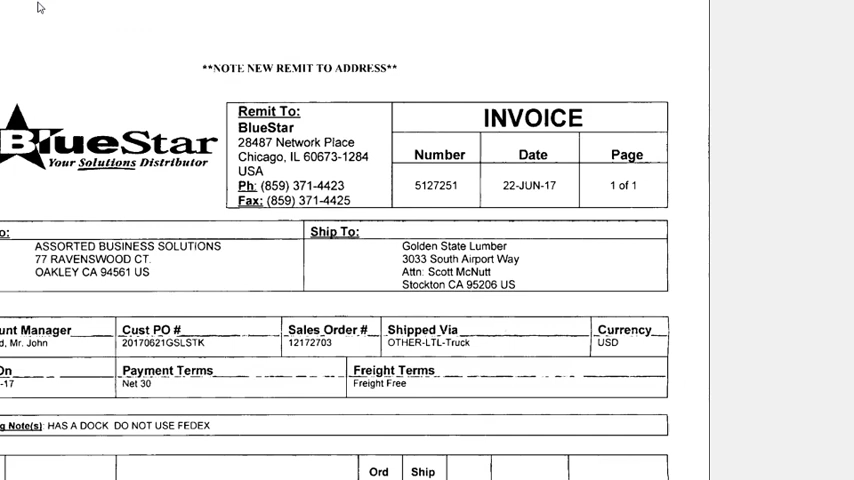 **NOTE NEW REMIT TO ADDRESS**
BlueStar
Your Solutions Distributor
Remit To:
BlueStar
28487 Network Place
Chicago, IL 60673-1284
USA
Ph: (859) 371-4423
Fax: (859) 371-4425
INVOICE
Number Date Page
5127251 22-JUN-17 1 of 1
o:
ASSORTED BUSINESS SOLUTIONS
77 RAVENSWOOD CT.
OAKLEY CA 94561 US
Ship To:
Golden State Lumber
3033 South Airport Way
Attn: Scott McNutt
Stockton CA 95206 US
unt Manager Cust PO # Sales Order # Shipped Via Currency
d, Mr. John 20170621GSLSTK 12172703 OTHER-LTL-Truck USD
On Payment Terms Freight Terms
-17 Net 30 Freight Free
g Note(s): HAS A DOCK DO NOT USE FEDEX
Ord Ship